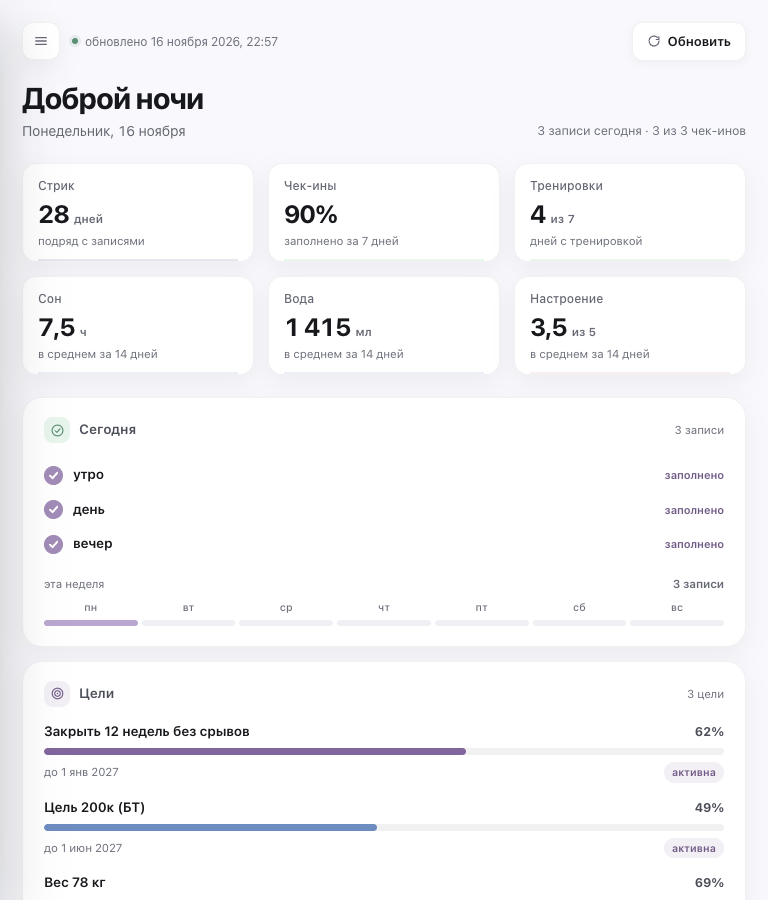 обновлено 16 ноября 2026, 22:57
Обновить
Доброй ночи
Понедельник, 16 ноября
3 записи сегодня · 3 из 3 чек-инов
Стрик
28 дней
подряд с записями
Чек-ины
90%
заполнено за 7 дней
Тренировки
4 из 7
дней с тренировкой
Сон
7,5 ч
в среднем за 14 дней
Вода
1 415 мл
в среднем за 14 дней
Настроение
3,5 из 5
в среднем за 14 дней
Сегодня
3 записи
утро
заполнено
день
заполнено
вечер
заполнено
эта неделя
3 записи
пн вт ср чт пт сб вс
Цели
3 цели
Закрыть 12 недель без срывов
62%
до 1 янв 2027
активна
Цель 200к (БТ)
49%
до 1 июн 2027
активна
Вес 78 кг
69%